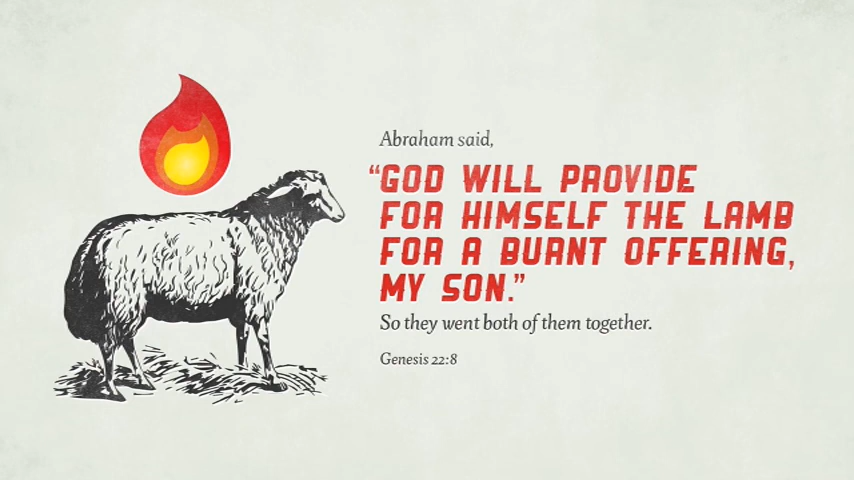 Abraham said,
“GOD WILL PROVIDE
FOR HIMSELF THE LAMB
FOR A BURNT OFFERING,
MY SON.”
So they went both of them together.
Genesis 22:8